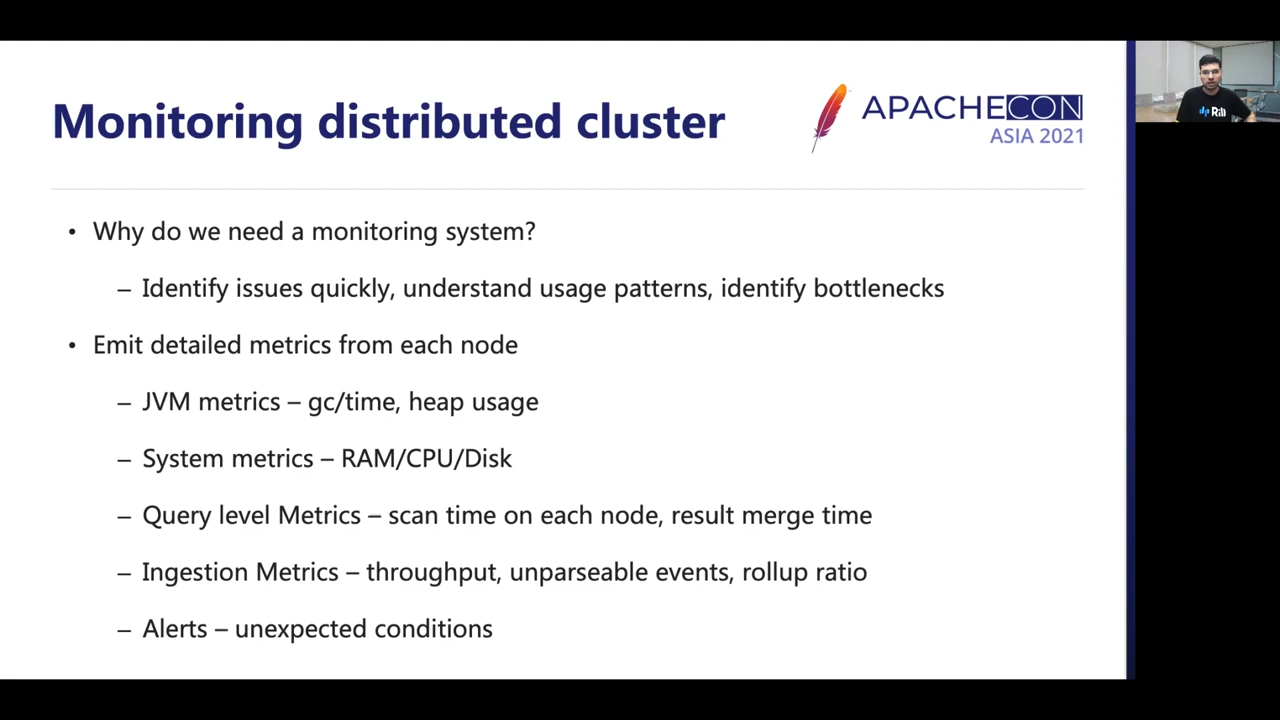 Monitoring distributed cluster
APACHECON
ASIA 2021
• Why do we need a monitoring system?
– Identify issues quickly, understand usage patterns, identify bottlenecks
• Emit detailed metrics from each node
– JVM metrics – gc/time, heap usage
– System metrics – RAM/CPU/Disk
– Query level Metrics – scan time on each node, result merge time
– Ingestion Metrics – throughput, unparseable events, rollup ratio
– Alerts – unexpected conditions
Rill